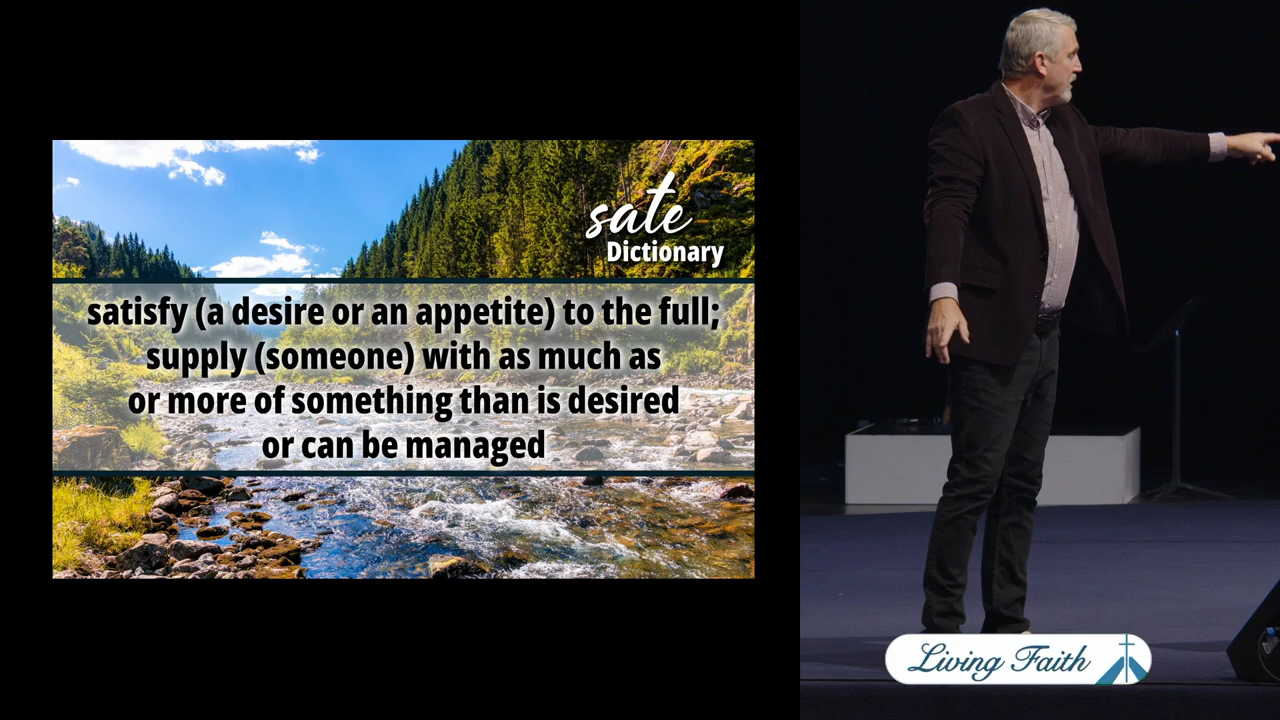 sate
Dictionary
satisfy (a desire or an appetite) to the full;
supply (someone) with as much as
or more of something than is desired
or can be managed
Living Faith